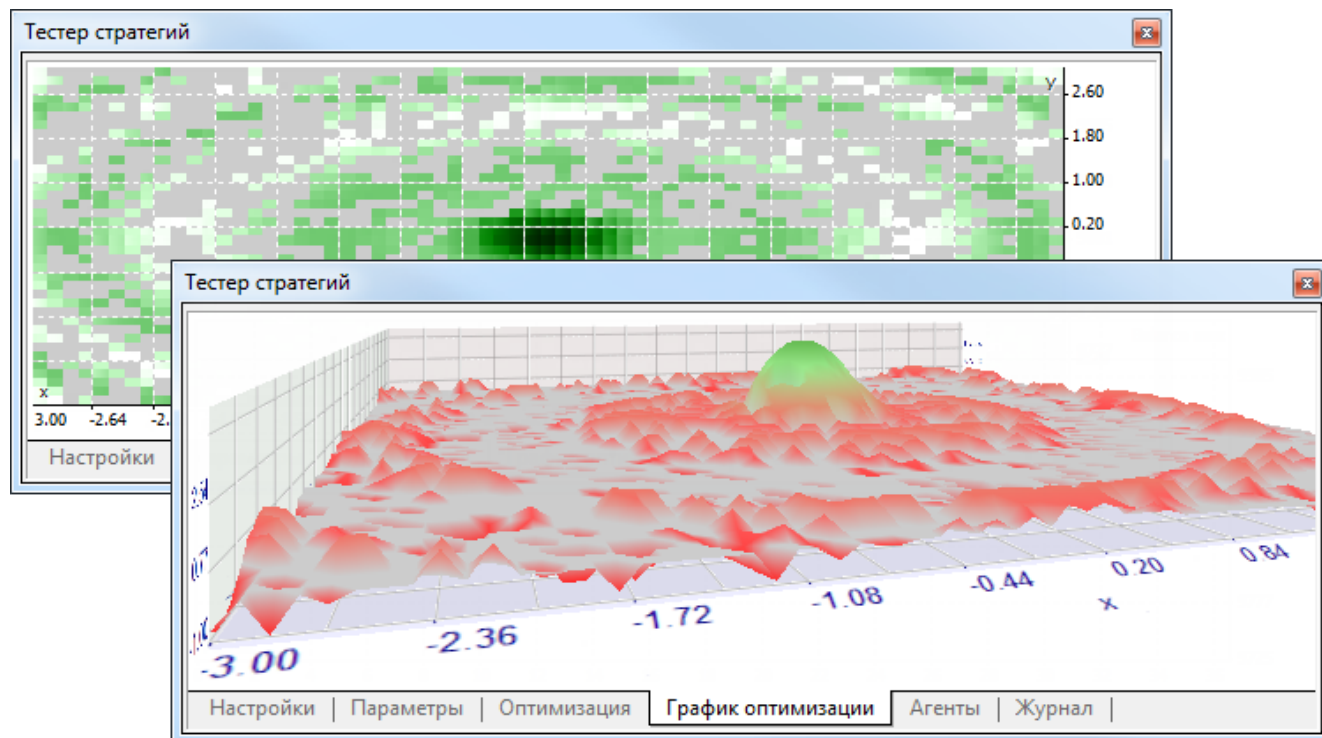 Тестер стратегий
y
2.60
1.80
1.00
0.20
x
3.00 -2.64
Настройки
Тестер стратегий
-3.00 -2.36 -1.72 -1.08 -0.44 0.20 0.84
x
Настройки | Параметры | Оптимизация | График оптимизации | Агенты | Журнал |